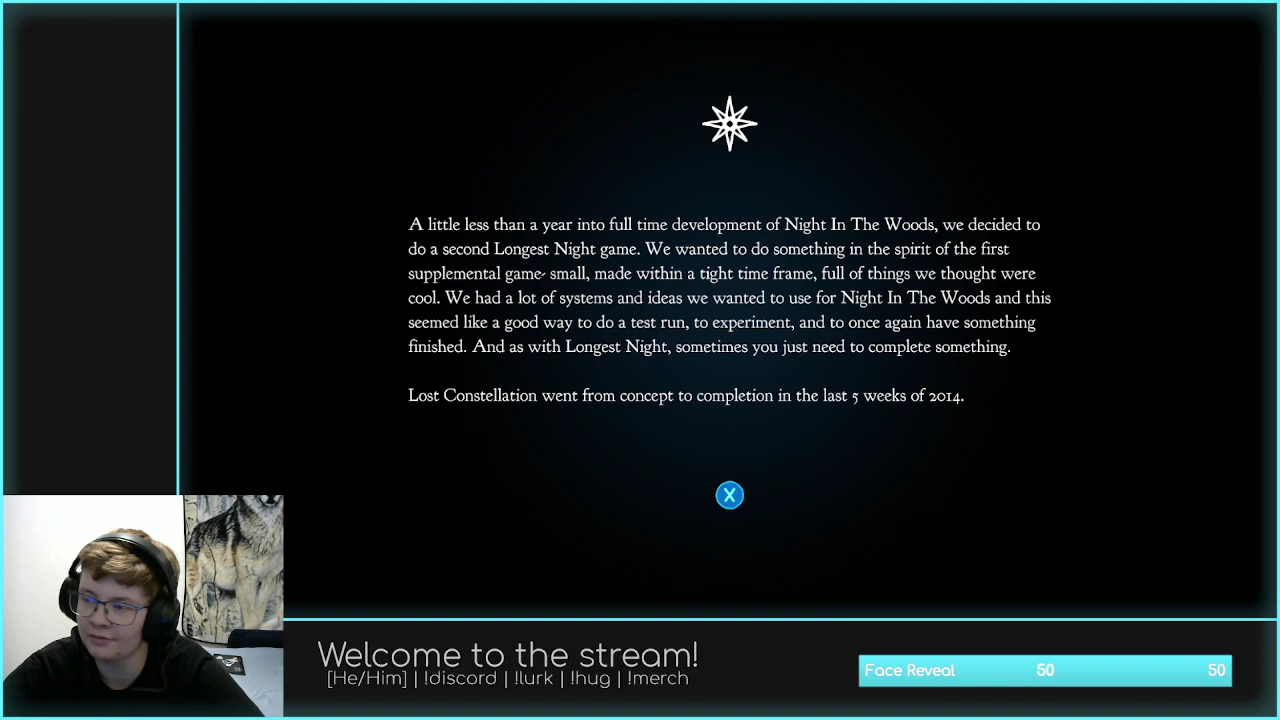 A little less than a year into full time development of Night In The Woods, we decided to
do a second Longest Night game. We wanted to do something in the spirit of the first
supplemental game- small, made within a tight time frame, full of things we thought were
cool. We had a lot of systems and ideas we wanted to use for Night In The Woods and this
seemed like a good way to do a test run, to experiment, and to once again have something
finished. And as with Longest Night, sometimes you just need to complete something.
Lost Constellation went from concept to completion in the last 5 weeks of 2014.
X
Welcome to the stream!
[He/Him] | !discord | !lurk | !hug | !merch
Face Reveal 50 50